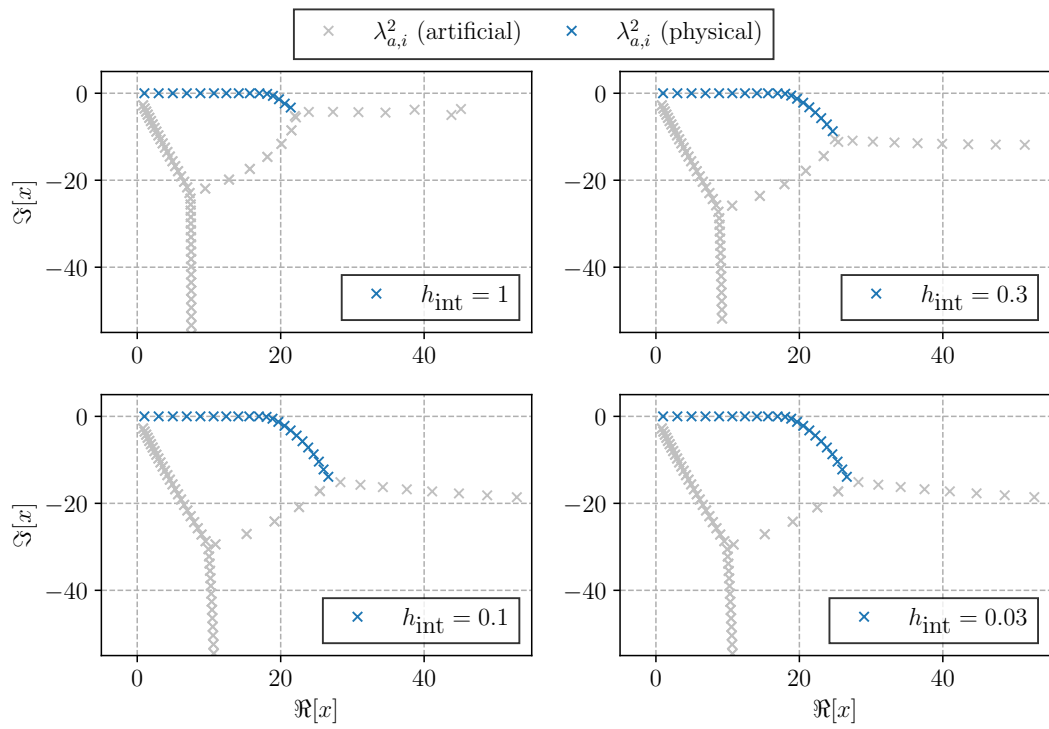 λ²ₐ,ᵢ (artificial) λ²ₐ,ᵢ (physical)
0
−20
−40
ℑ[x]
0 20 40
h_int = 1
0
−20
−40
0 20 40
h_int = 0.3
0
−20
−40
ℑ[x]
0 20 40
ℜ[x]
h_int = 0.1
0
−20
−40
0 20 40
ℜ[x]
h_int = 0.03